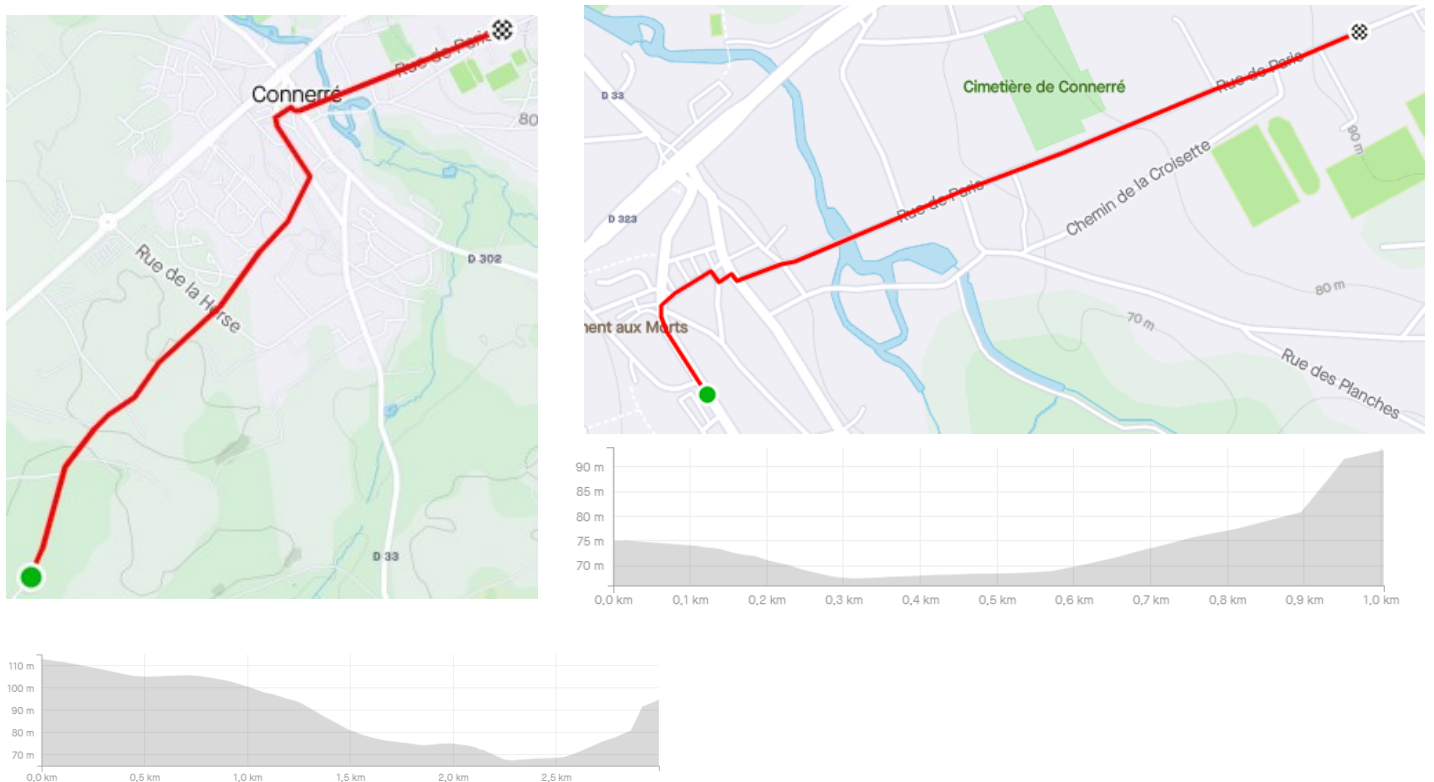 Rue de Paris
Connerré
80
D 302
Rue de la Herse
D 33
D 33
Cimetière de Connerré
Rue de Paris
90 m
Chemin de la Croisette
Rue de Paris
D 323
80 m
ment aux Morts
70 m
Rue des Planches
90 m
85 m
80 m
75 m
70 m
0,0 km 0,1 km 0,2 km 0,3 km 0,4 km 0,5 km 0,6 km 0,7 km 0,8 km 0,9 km 1,0 km
110 m
100 m
90 m
80 m
70 m
0,0 km 0,5 km 1,0 km 1,5 km 2,0 km 2,5 km